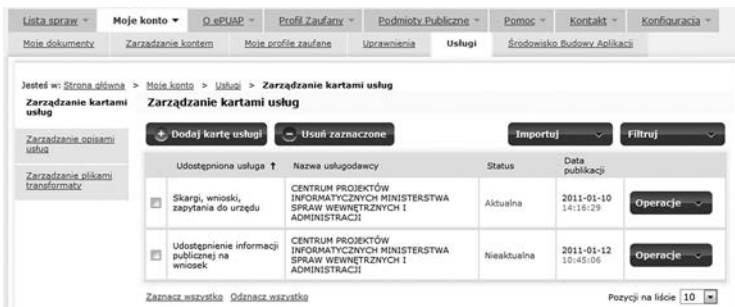 Lista spraw Moje konto O ePUAP Profil Zaufany Podmioty Publiczne Pomoc Kontakt Konfiguracja
Moje dokumenty Zarządzanie kontem Moje profile zaufane Uprawnienia Usługi Środowisko Budowy Aplikacji
Jesteś w: Strona główna > Moje konto > Usługi > Zarządzanie kartami usług
Zarządzanie kartami
usług
Zarządzanie opisami
usług
Zarządzanie plikami
transformaty
Zarządzanie kartami usług
Dodaj kartę usługi Usuń zaznaczone Importuj Filtruj
Udostępniona usługa ↑ Nazwa usługodawcy Status Data
publikacji
Skargi, wnioski,
zapytania do urzędu
CENTRUM PROJEKTÓW
INFORMATYCZNYCH MINISTERSTWA
SPRAW WEWNĘTRZNYCH I
ADMINISTRACJI
Aktualna
2011-01-10
14:16:29
Operacje
Udostępnienie informacji
publicznej na
wniosek
CENTRUM PROJEKTÓW
INFORMATYCZNYCH MINISTERSTWA
SPRAW WEWNĘTRZNYCH I
ADMINISTRACJI
Nieaktualna
2011-01-12
10:45:06
Operacje
Zaznacz wszystko Odznacz wszystko Pozycji na liście 10